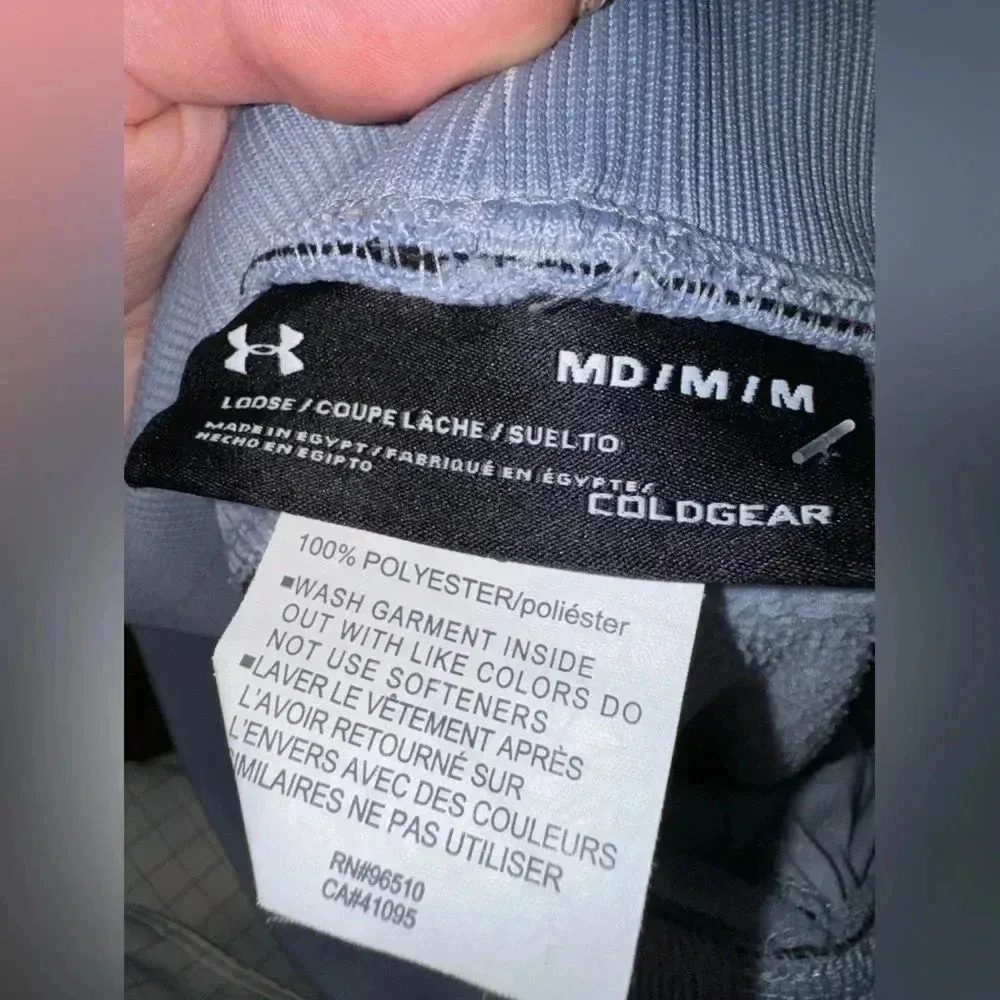 MD / M / M
LOOSE / COUPE LÂCHE / SUELTO
MADE IN EGYPT / FABRIQUÉ EN ÉGYPTE /
HECHO EN EGIPTO
COLDGEAR
100% POLYESTER/poliéster
▪WASH GARMENT INSIDE
OUT WITH LIKE COLORS DO
NOT USE SOFTENERS
▪LAVER LE VÊTEMENT APRÈS
L'AVOIR RETOURNÉ SUR
L'ENVERS AVEC DES COULEURS
IMILAIRES NE PAS UTILISER
RN#96510
CA#41095